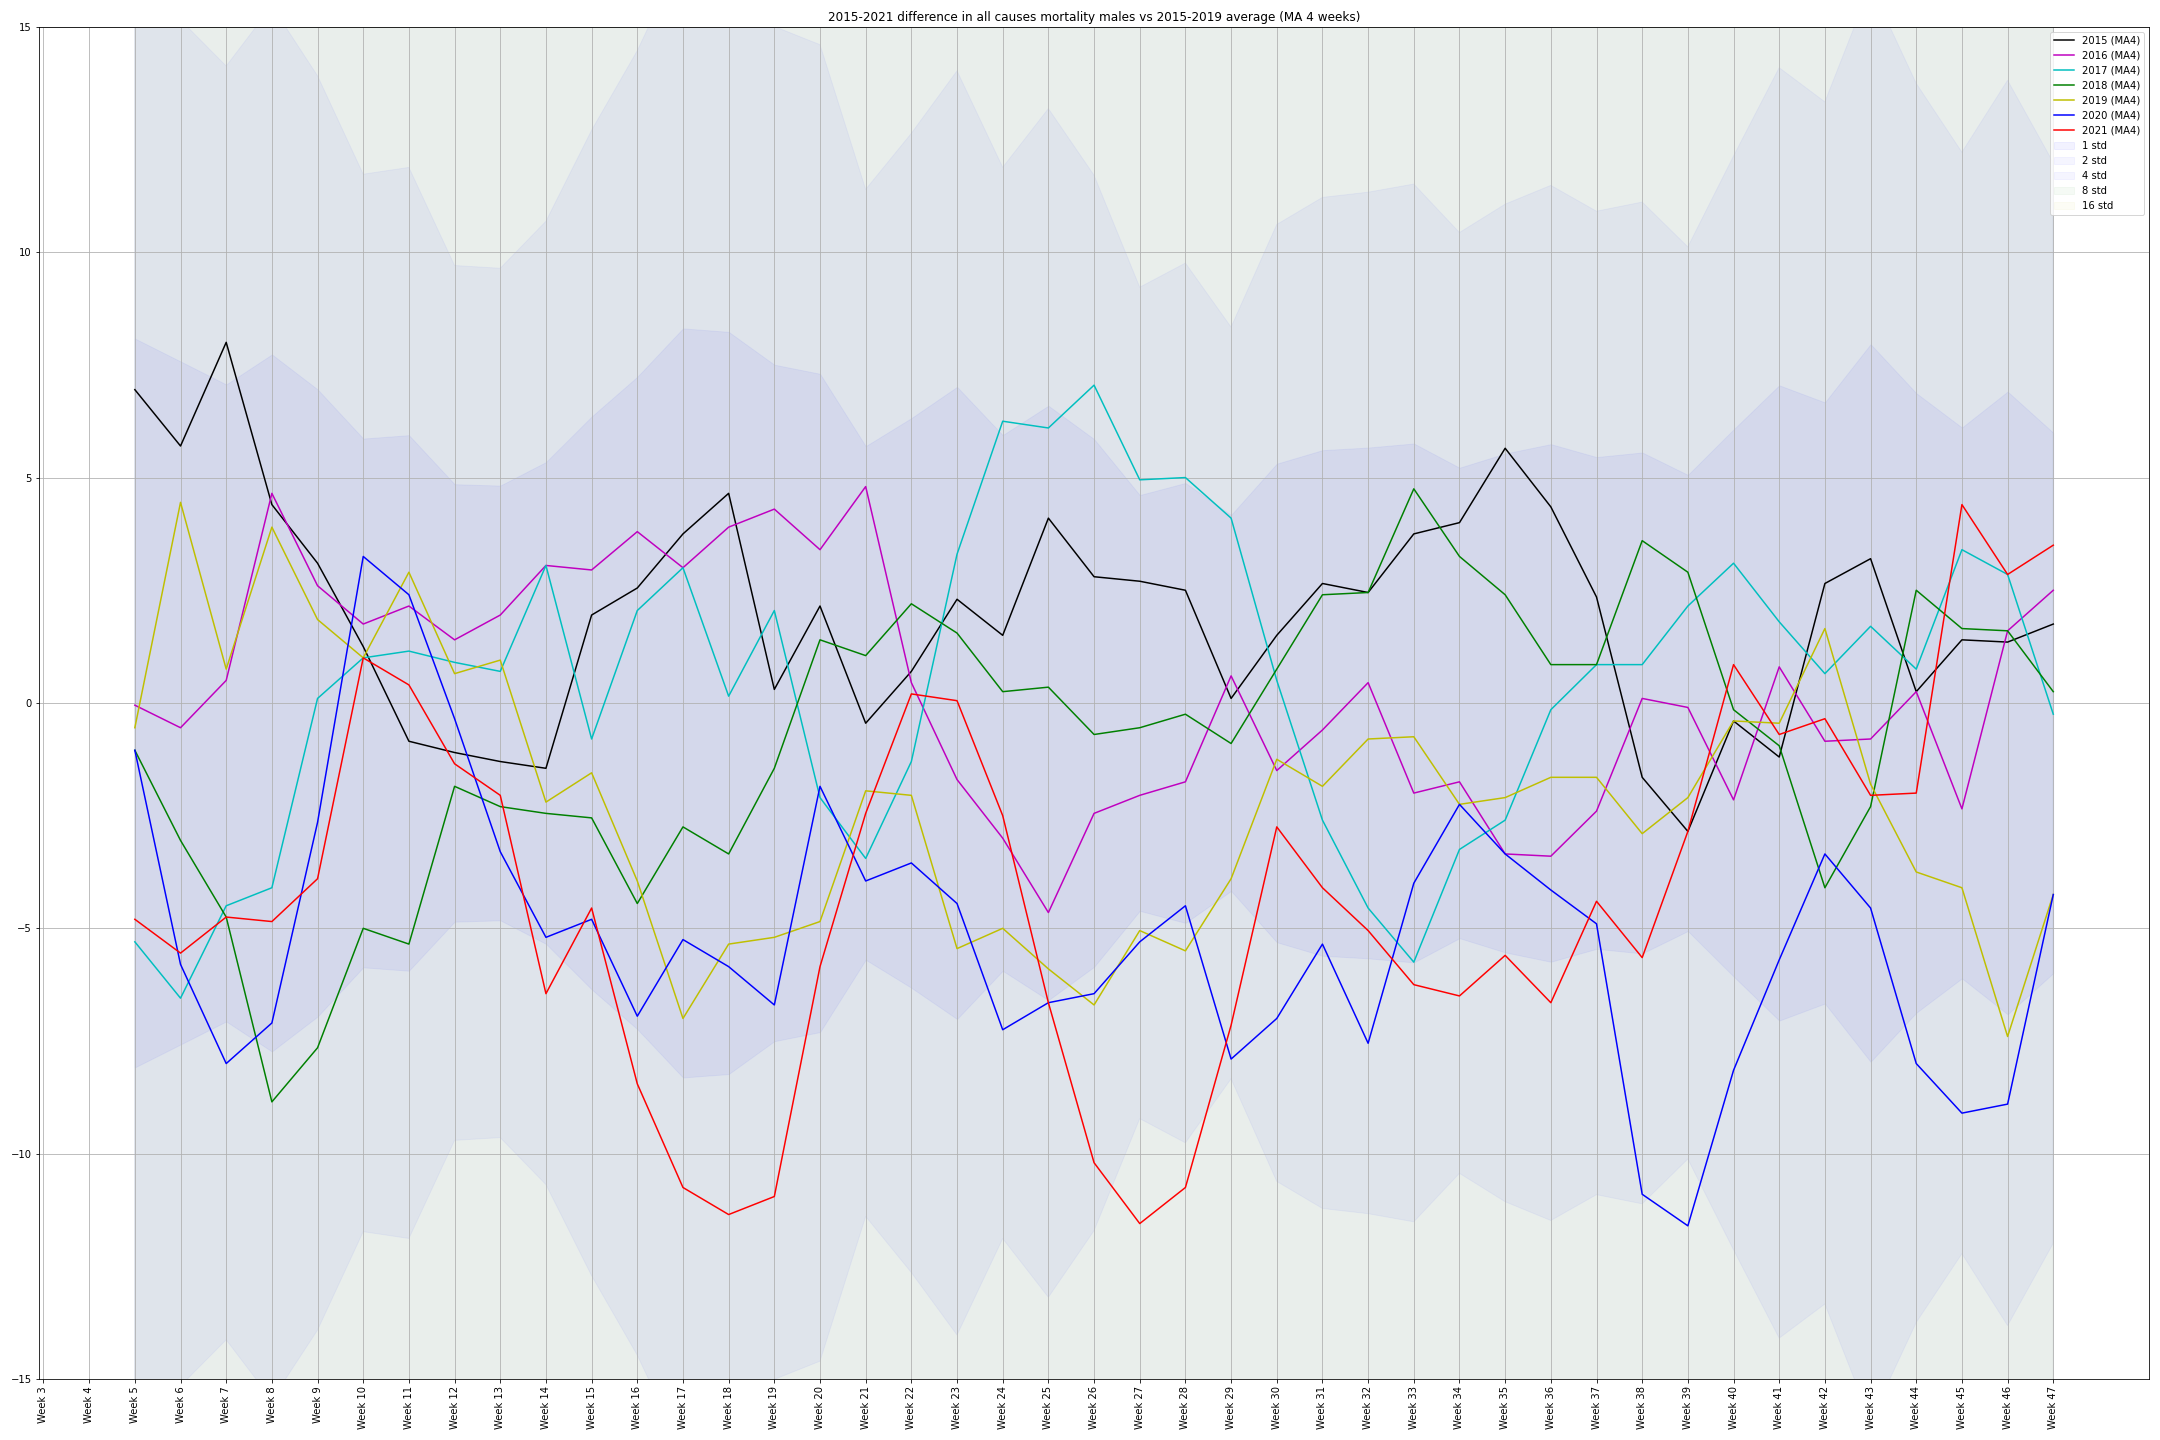 2015-2021 difference in all causes mortality males vs 2015-2019 average (MA 4 weeks)
15
10
5
0
−5
−10
−15
2015 (MA4)
2016 (MA4)
2017 (MA4)
2018 (MA4)
2019 (MA4)
2020 (MA4)
2021 (MA4)
1 std
2 std
4 std
8 std
16 std
Week 3
Week 4
Week 5
Week 6
Week 7
Week 8
Week 9
Week 10
Week 11
Week 12
Week 13
Week 14
Week 15
Week 16
Week 17
Week 18
Week 19
Week 20
Week 21
Week 22
Week 23
Week 24
Week 25
Week 26
Week 27
Week 28
Week 29
Week 30
Week 31
Week 32
Week 33
Week 34
Week 35
Week 36
Week 37
Week 38
Week 39
Week 40
Week 41
Week 42
Week 43
Week 44
Week 45
Week 46
Week 47